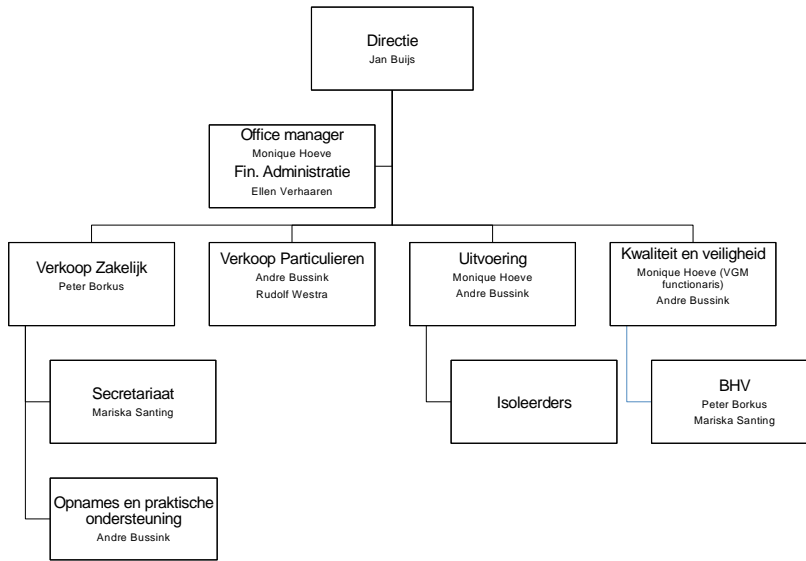 Directie
Jan Buijs
Office manager
Monique Hoeve
Fin. Administratie
Ellen Verhaaren
Verkoop Zakelijk
Peter Borkus
Verkoop Particulieren
Andre Bussink
Rudolf Westra
Uitvoering
Monique Hoeve
Andre Bussink
Kwaliteit en veiligheid
Monique Hoeve (VGM
functionaris)
Andre Bussink
Secretariaat
Mariska Santing
Isoleerders
BHV
Peter Borkus
Mariska Santing
Opnames en praktische
ondersteuning
Andre Bussink